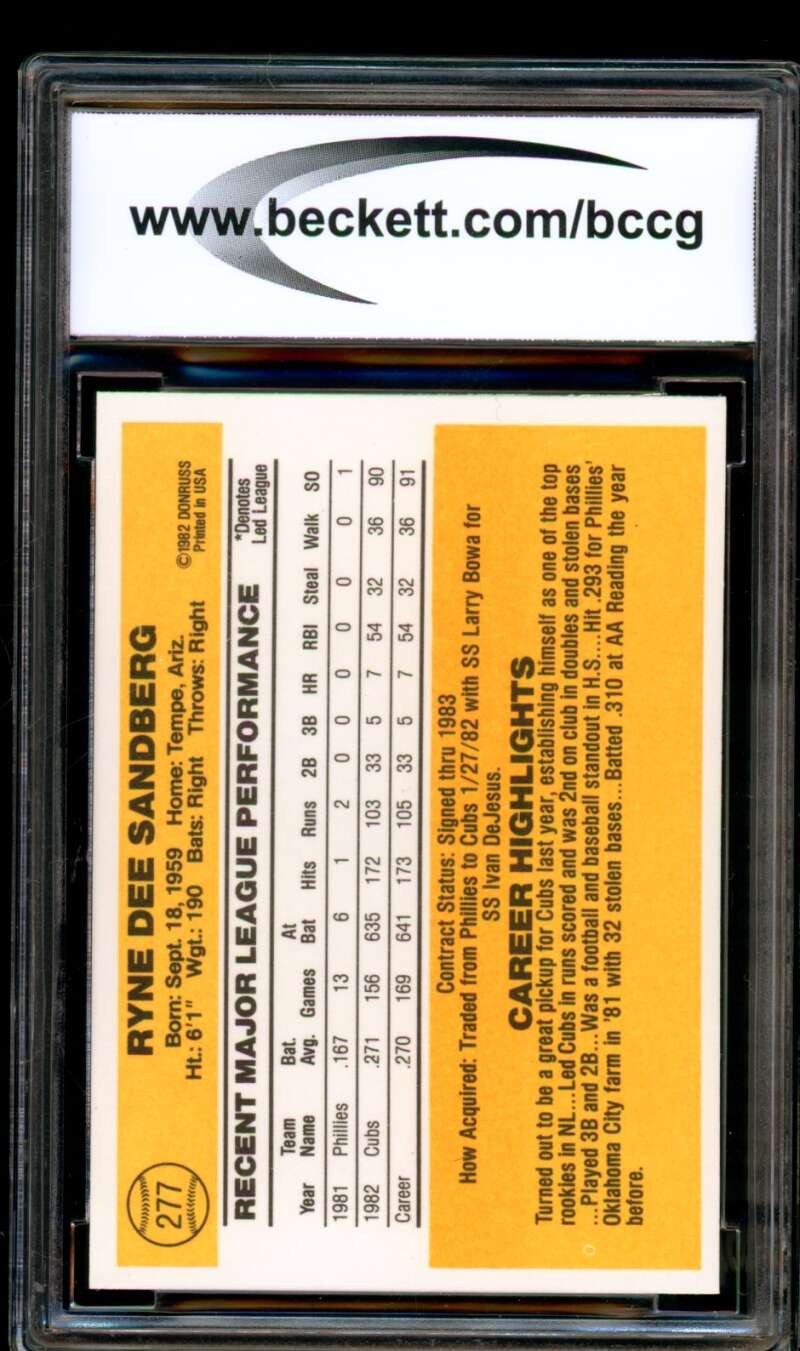 www.beckett.com/bccg
277
RYNE DEE SANDBERG
Born: Sept. 18, 1959 Home: Tempe, Ariz.
Ht.: 6'1" Wgt.: 190 Bats: Right Throws: Right
©1982 DONRUSS
Printed in USA
RECENT MAJOR LEAGUE PERFORMANCE
*Denotes
Led League
Year Team Name Bat. Avg. Games At Bat Hits Runs 2B 3B HR RBI Steal Walk SO
1981 Phillies .167 13 6 1 2 0 0 0 0 0 0 1
1982 Cubs .271 156 635 172 103 33 5 7 54 32 36 90
Career .270 169 641 173 105 33 5 7 54 32 36 91
Contract Status: Signed thru 1983
How Acquired: Traded from Phillies to Cubs 1/27/82 with SS Larry Bowa for
SS Ivan DeJesus.
CAREER HIGHLIGHTS
Turned out to be a great pickup for Cubs last year, establishing himself as one of the top
rookies in NL...Led Cubs in runs scored and was 2nd on club in doubles and stolen bases
...Played 3B and 2B...Was a football and baseball standout in H.S....Hit .293 for Phillies'
Oklahoma City farm in '81 with 32 stolen bases...Batted .310 at AA Reading the year
before.